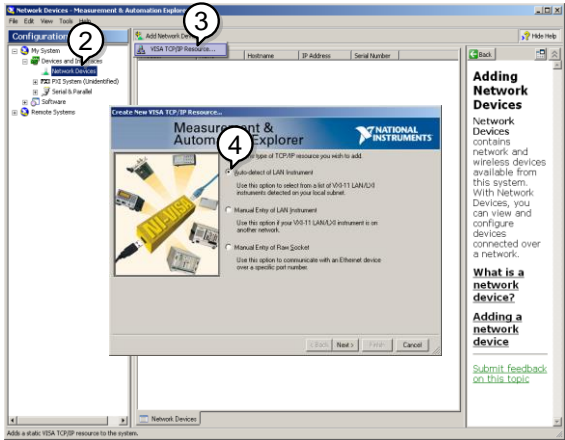 Network Devices - Measurement & Automation Explorer
File Edit View Tools Help
Configuration
Add Network Devices
Hide Help
2
3
4
My System
Devices and Interfaces
Network Devices
PXI System (Unidentified)
Serial & Parallel
Software
Remote Systems
VISA TCP/IP Resource...
Hostname
IP Address
Serial Number
Create New VISA TCP/IP Resource...
Measurement &
Automation Explorer
NATIONAL
INSTRUMENTS
NI-VISA
type of TCP/IP resource you wish to add
Auto-detect of LAN Instrument
Use this option to select from a list of VXI-11 LAN/LXI
instruments detected on your local subnet.
Manual Entry of LAN Instrument
Use this option if your VXI-11 LAN/LXI instrument is on
another network.
Manual Entry of Raw Socket
Use this option to communicate with an Ethernet device
over a specific port number.
< Back
Next >
Finish
Cancel
Back
Adding
Network
Devices
Network
Devices
contains
network and
wireless devices
available from
this system.
With Network
Devices, you
can view and
configure
devices
connected over
a network.
What is a
network
device?
Adding a
network
device
Submit feedback
on this topic
Network Devices
Adds a static VISA TCP/IP resource to the system.